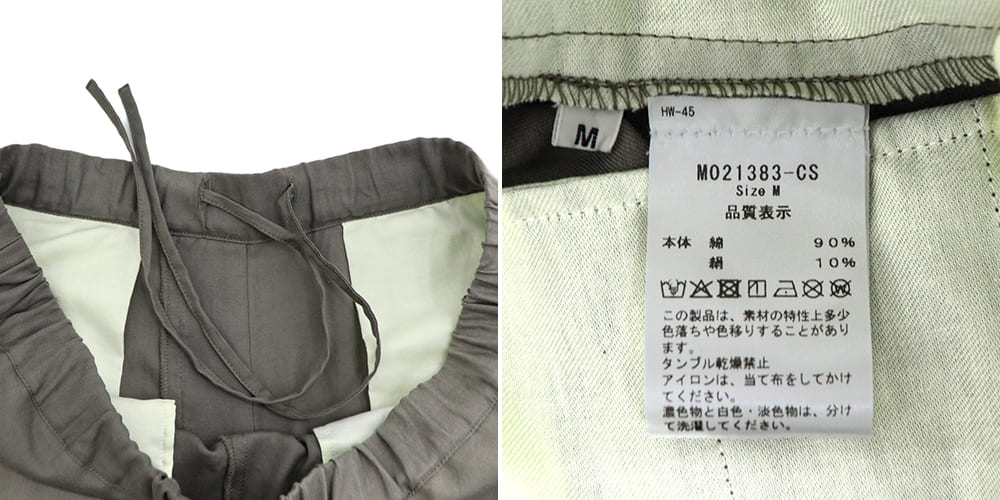 HW-45
M
MO21383-CS
Size M
品質表示
本体 綿 90%
絹 10%
この製品は、素材の特性上多少
色落ちや色移りすることがあり
ます。
タンブル乾燥禁止
アイロンは、当て布をしてかけ
てください。
濃色物と白色・淡色物は、分け
て洗濯してください。